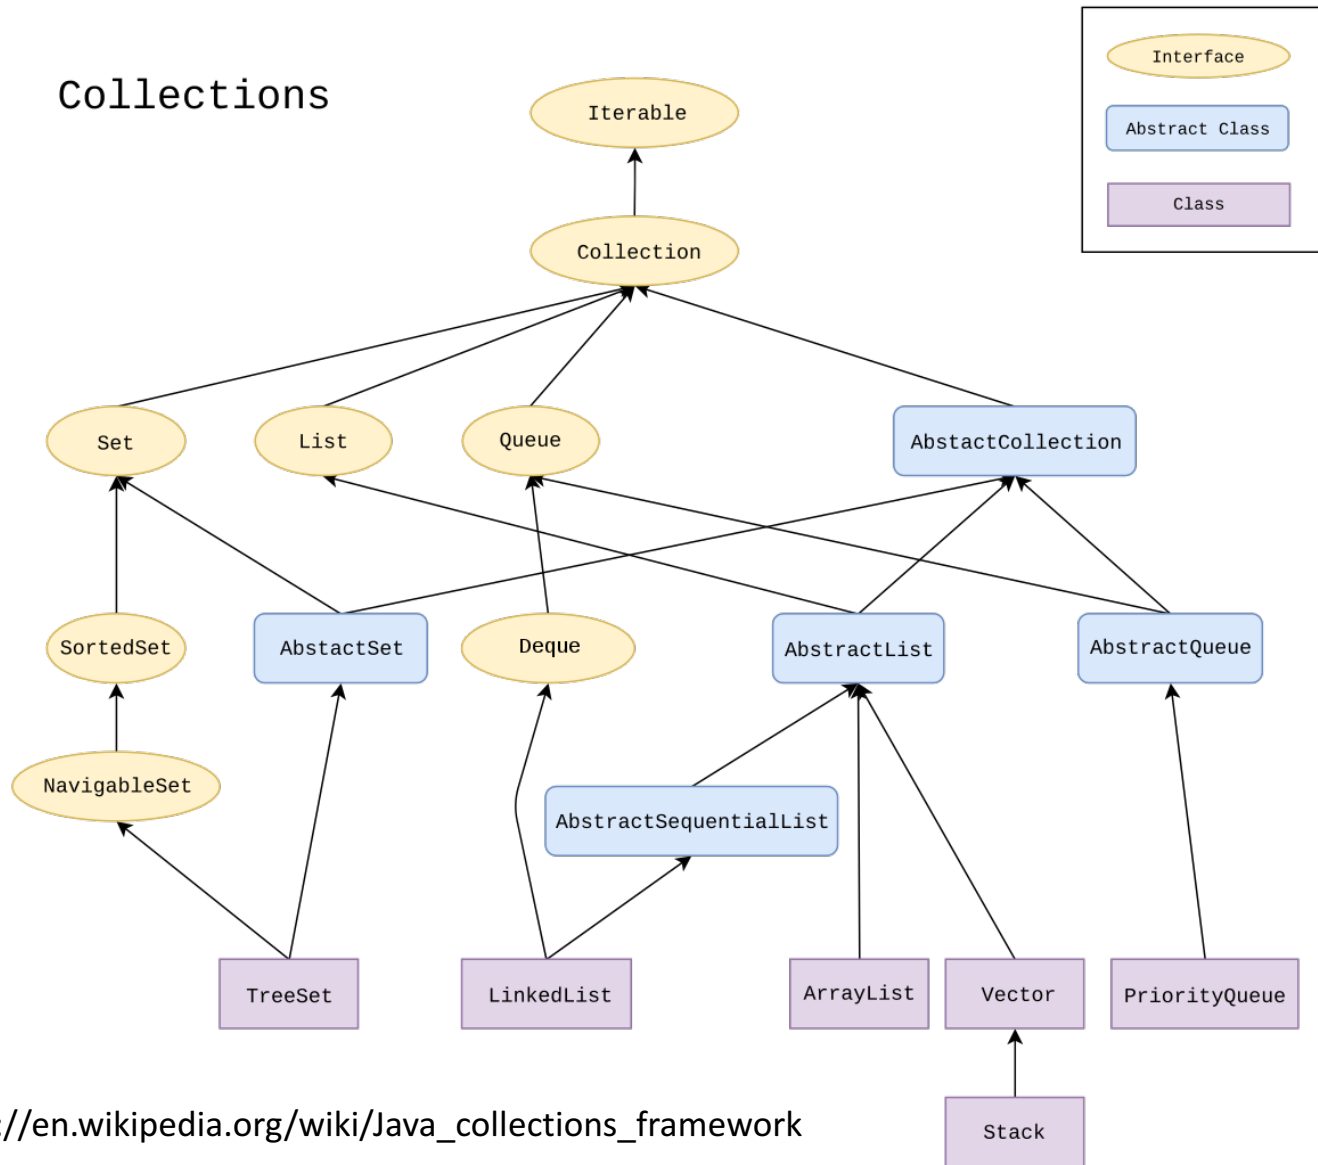 Collections
Interface
Abstract Class
Class
Iterable
Collection
Set
List
Queue
AbstactCollection
SortedSet
AbstactSet
Deque
AbstractList
AbstractQueue
NavigableSet
AbstractSequentialList
TreeSet
LinkedList
ArrayList
Vector
PriorityQueue
Stack
://en.wikipedia.org/wiki/Java_collections_framework